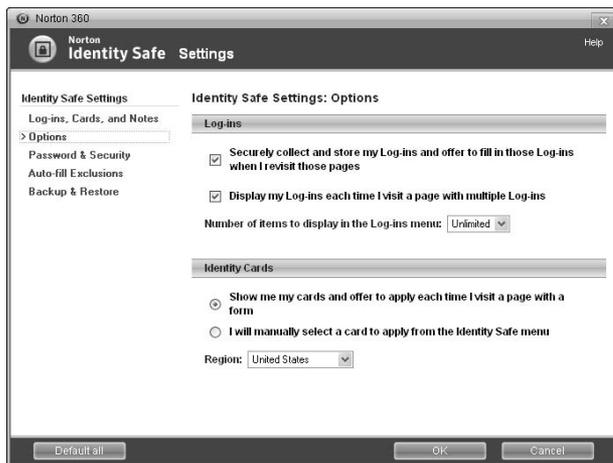 Norton 360
Norton
Identity Safe Settings
Help
Identity Safe Settings
Log-ins, Cards, and Notes
> Options
Password & Security
Auto-fill Exclusions
Backup & Restore
Identity Safe Settings: Options
Log-ins
Securely collect and store my Log-ins and offer to fill in those Log-ins
when I revisit those pages
Display my Log-ins each time I visit a page with multiple Log-ins
Number of items to display in the Log-ins menu: Unlimited
Identity Cards
Show me my cards and offer to apply each time I visit a page with a
form
I will manually select a card to apply from the Identity Safe menu
Region: United States
Default all
OK
Cancel